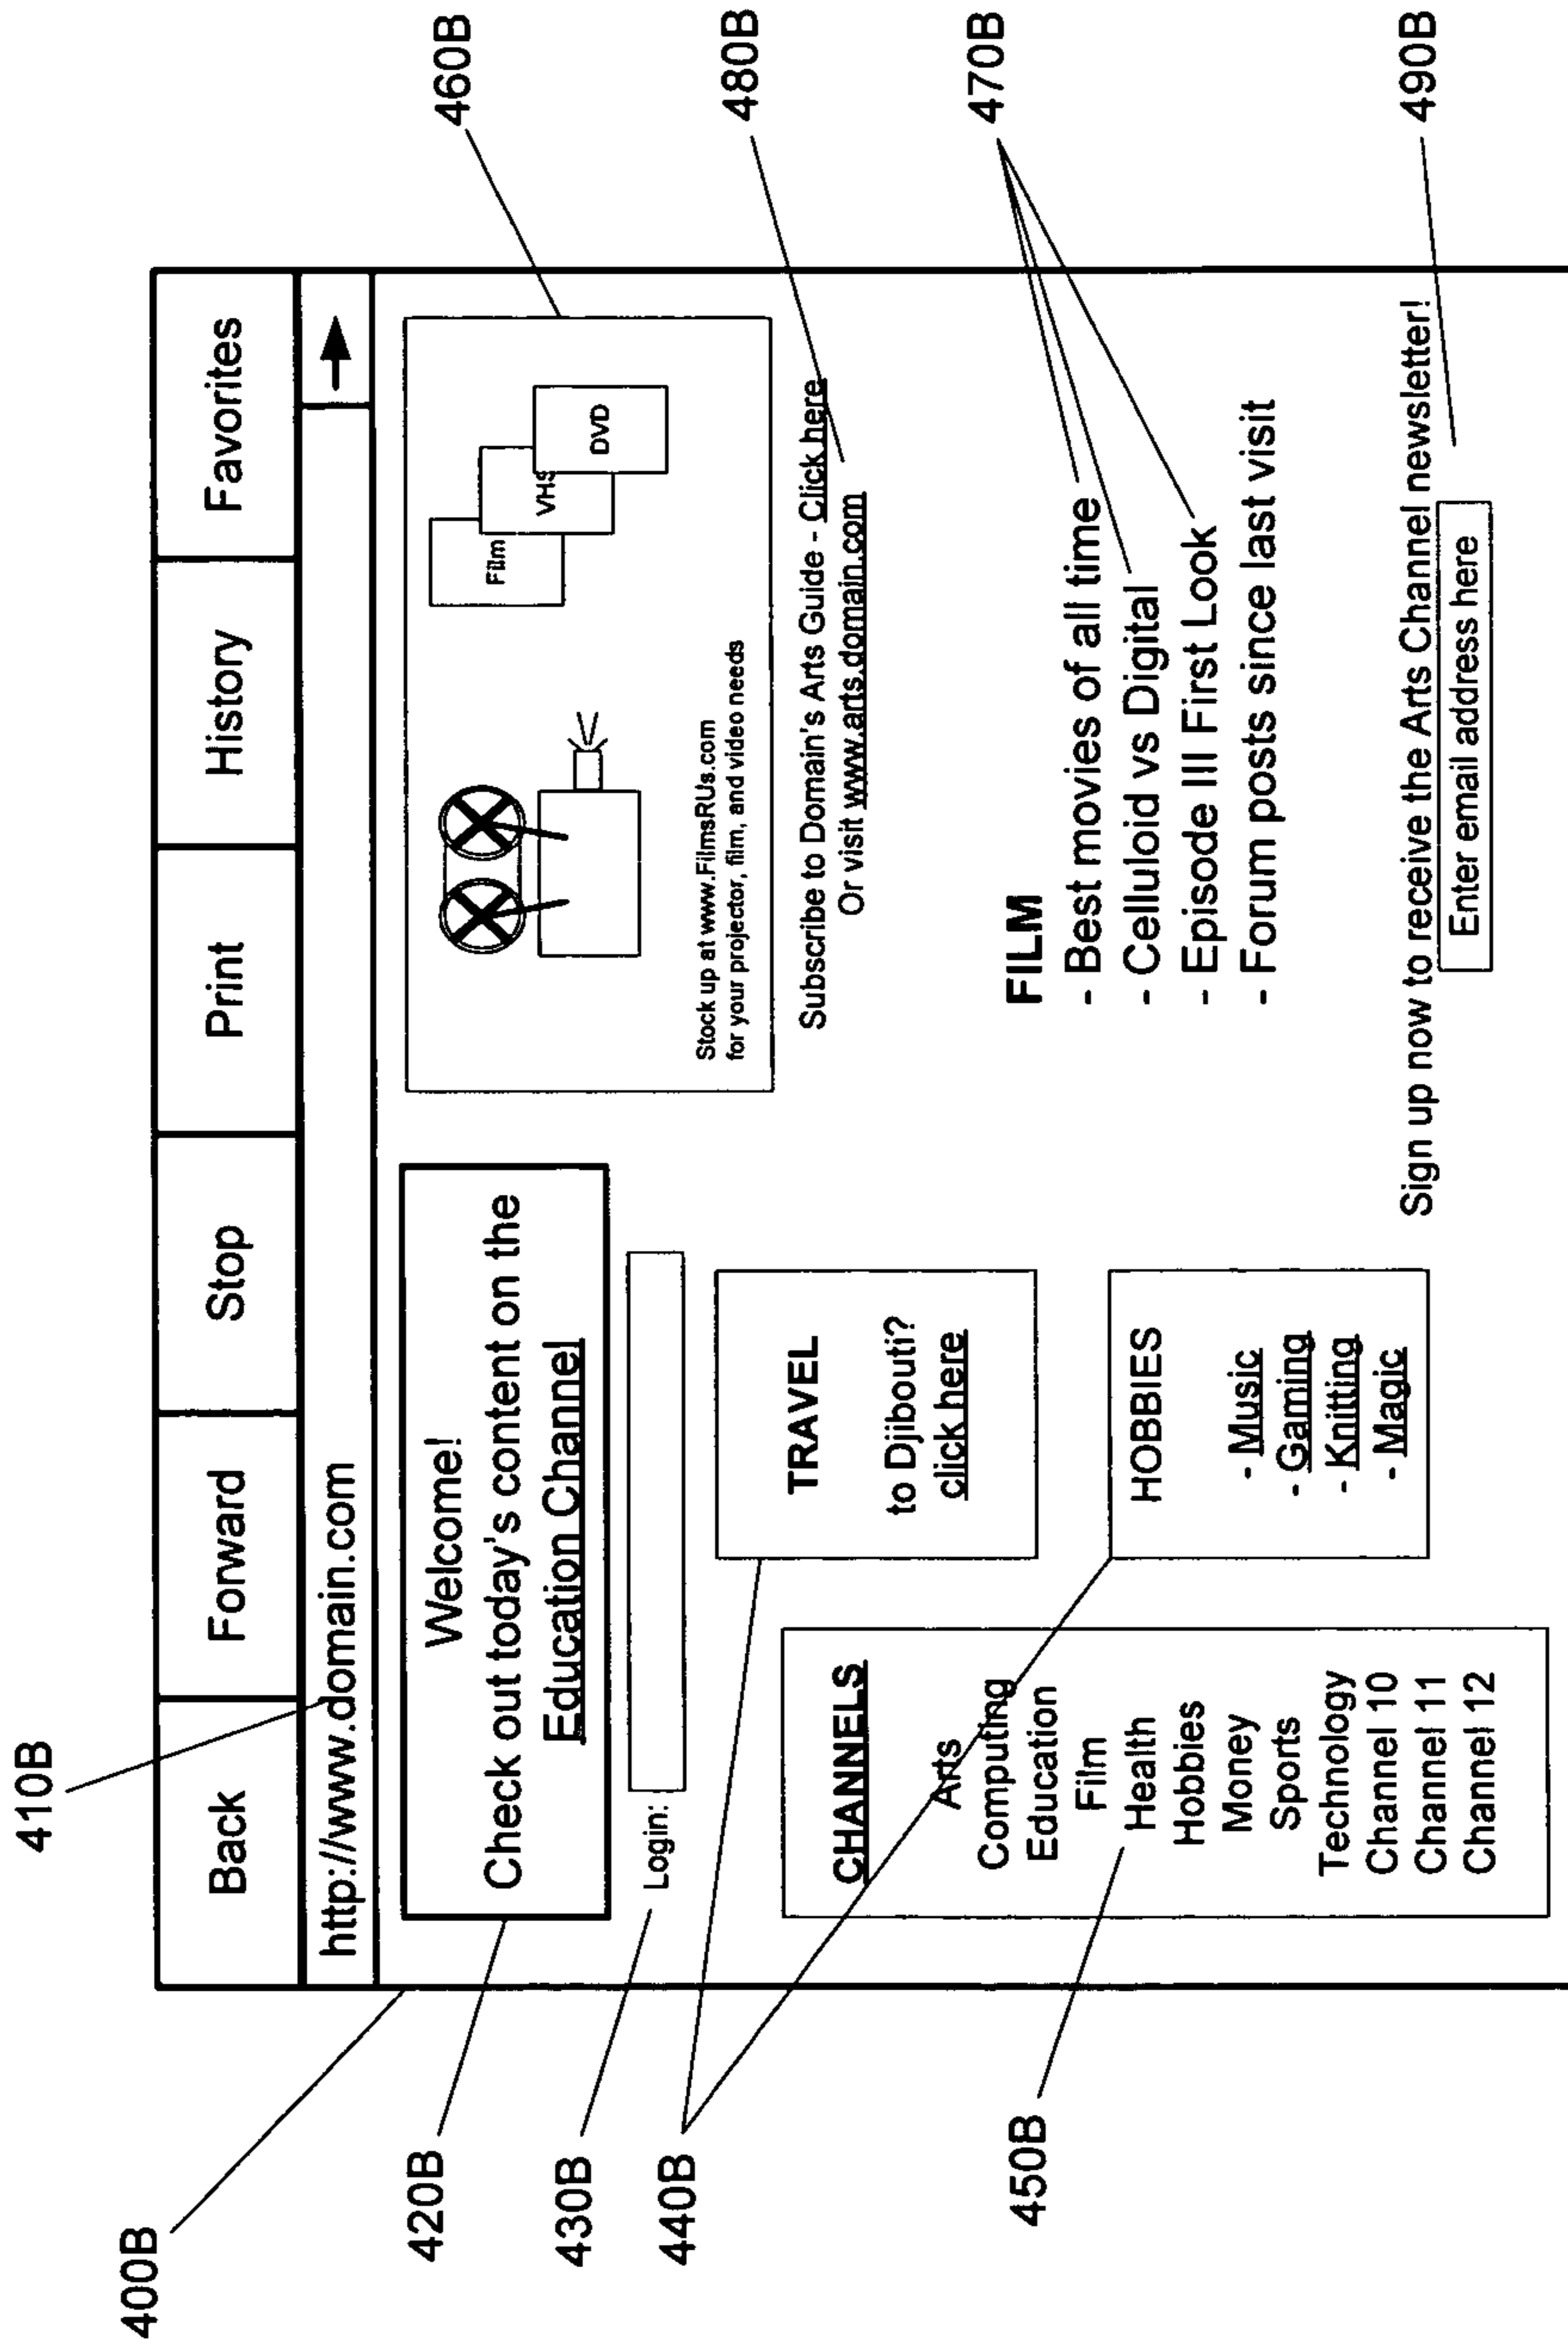 410B
400B
Back Forward Stop Print History Favorites
http://www.domain.com
420B
Welcome!
Check out today's content on the
Education Channel
430B
Login:
440B
TRAVEL
to Djibouti?
click here
HOBBIES
- Music
- Gaming
- Knitting
- Magic
450B
CHANNELS
Arts
Computing
Education
Film
Health
Hobbies
Money
Sports
Technology
Channel 10
Channel 11
Channel 12
460B
Film
VHS
DVD
Stock up at www.FilmsRUs.com
for your projector, film, and video needs
480B
Subscribe to Domain's Arts Guide - Click here
Or visit www.arts.domain.com
470B
FILM
- Best movies of all time
- Celluloid vs Digital
- Episode III First Look
- Forum posts since last visit
490B
Sign up now to receive the Arts Channel newsletter!
Enter email address here